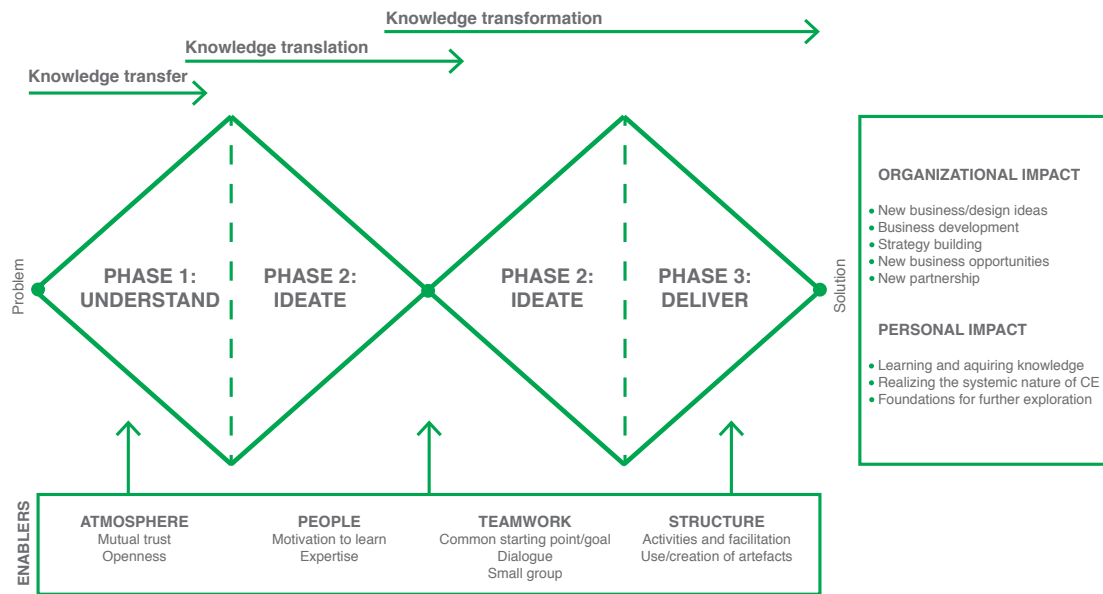 Knowledge transformation
Knowledge translation
Knowledge transfer
Problem
PHASE 1:
UNDERSTAND
PHASE 2:
IDEATE
PHASE 2:
IDEATE
PHASE 3:
DELIVER
Solution
ORGANIZATIONAL IMPACT
New business/design ideas
Business development
Strategy building
New business opportunities
New partnership
PERSONAL IMPACT
Learning and aquiring knowledge
Realizing the systemic nature of CE
Foundations for further exploration
ENABLERS
ATMOSPHERE
Mutual trust
Openness
PEOPLE
Motivation to learn
Expertise
TEAMWORK
Common starting point/goal
Dialogue
Small group
STRUCTURE
Activities and facilitation
Use/creation of artefacts